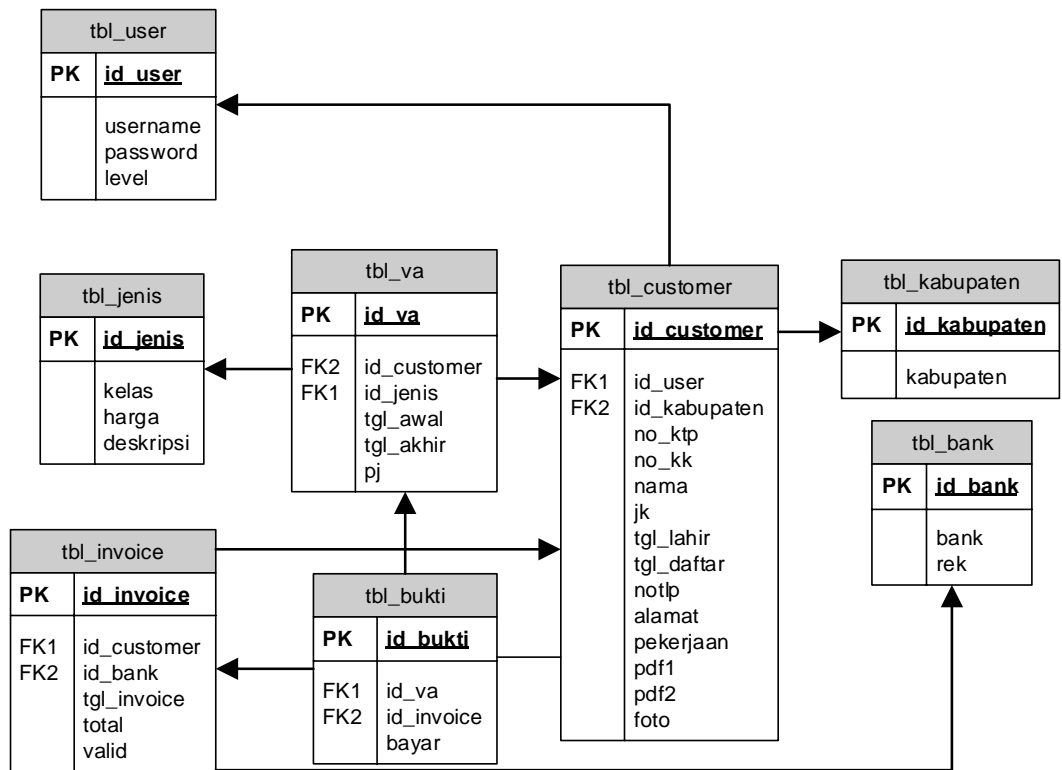 tbl_user
PK id_user
username
password
level
tbl_jenis
PK id_jenis
kelas
harga
deskripsi
tbl_va
PK id_va
FK2 id_customer
FK1 id_jenis
tgl_awal
tgl_akhir
pj
tbl_customer
PK id_customer
FK1 id_user
FK2 id_kabupaten
no_ktp
no_kk
nama
jk
tgl_lahir
tgl_daftar
notlp
alamat
pekerjaan
pdf1
pdf2
foto
tbl_kabupaten
PK id_kabupaten
kabupaten
tbl_bank
PK id_bank
bank
rek
tbl_invoice
PK id_invoice
FK1 id_customer
FK2 id_bank
tgl_invoice
total
valid
tbl_bukti
PK id_bukti
FK1 id_va
FK2 id_invoice
bayar